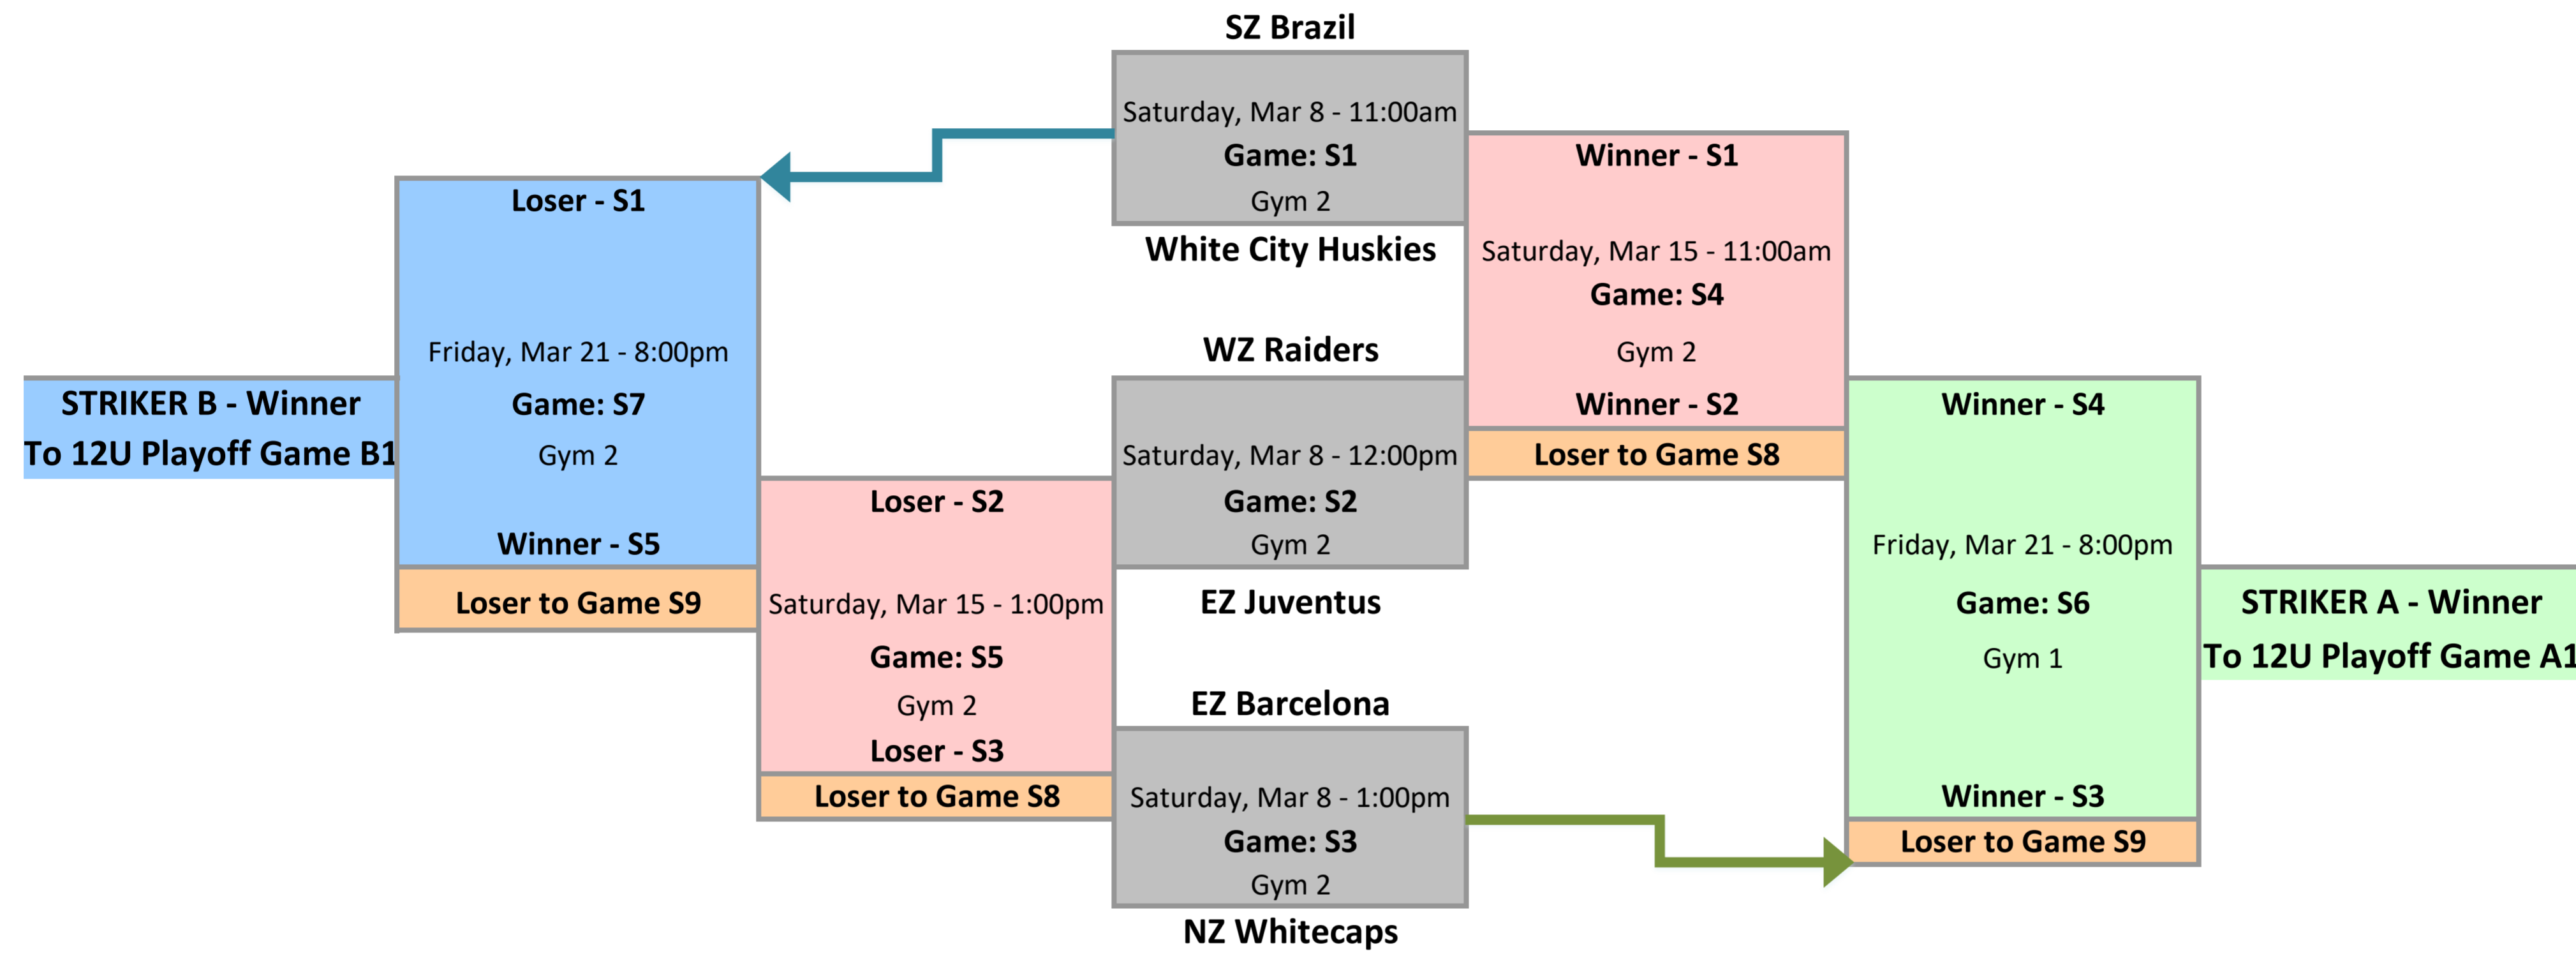 SZ Brazil
Saturday, Mar 8 - 11:00am
Game: S1
Gym 2
White City Huskies
Winner - S1
Saturday, Mar 15 - 11:00am
Game: S4
Gym 2
Winner - S2
Loser to Game S8
Loser - S1
Friday, Mar 21 - 8:00pm
Game: S7
Gym 2
Winner - S5
Loser to Game S9
STRIKER B - Winner
To 12U Playoff Game B1
WZ Raiders
Saturday, Mar 8 - 12:00pm
Game: S2
Gym 2
EZ Juventus
Loser - S2
Saturday, Mar 15 - 1:00pm
Game: S5
Gym 2
Loser - S3
Loser to Game S8
EZ Barcelona
Saturday, Mar 8 - 1:00pm
Game: S3
Gym 2
NZ Whitecaps
Winner - S4
Friday, Mar 21 - 8:00pm
Game: S6
Gym 1
Winner - S3
Loser to Game S9
STRIKER A - Winner
To 12U Playoff Game A1